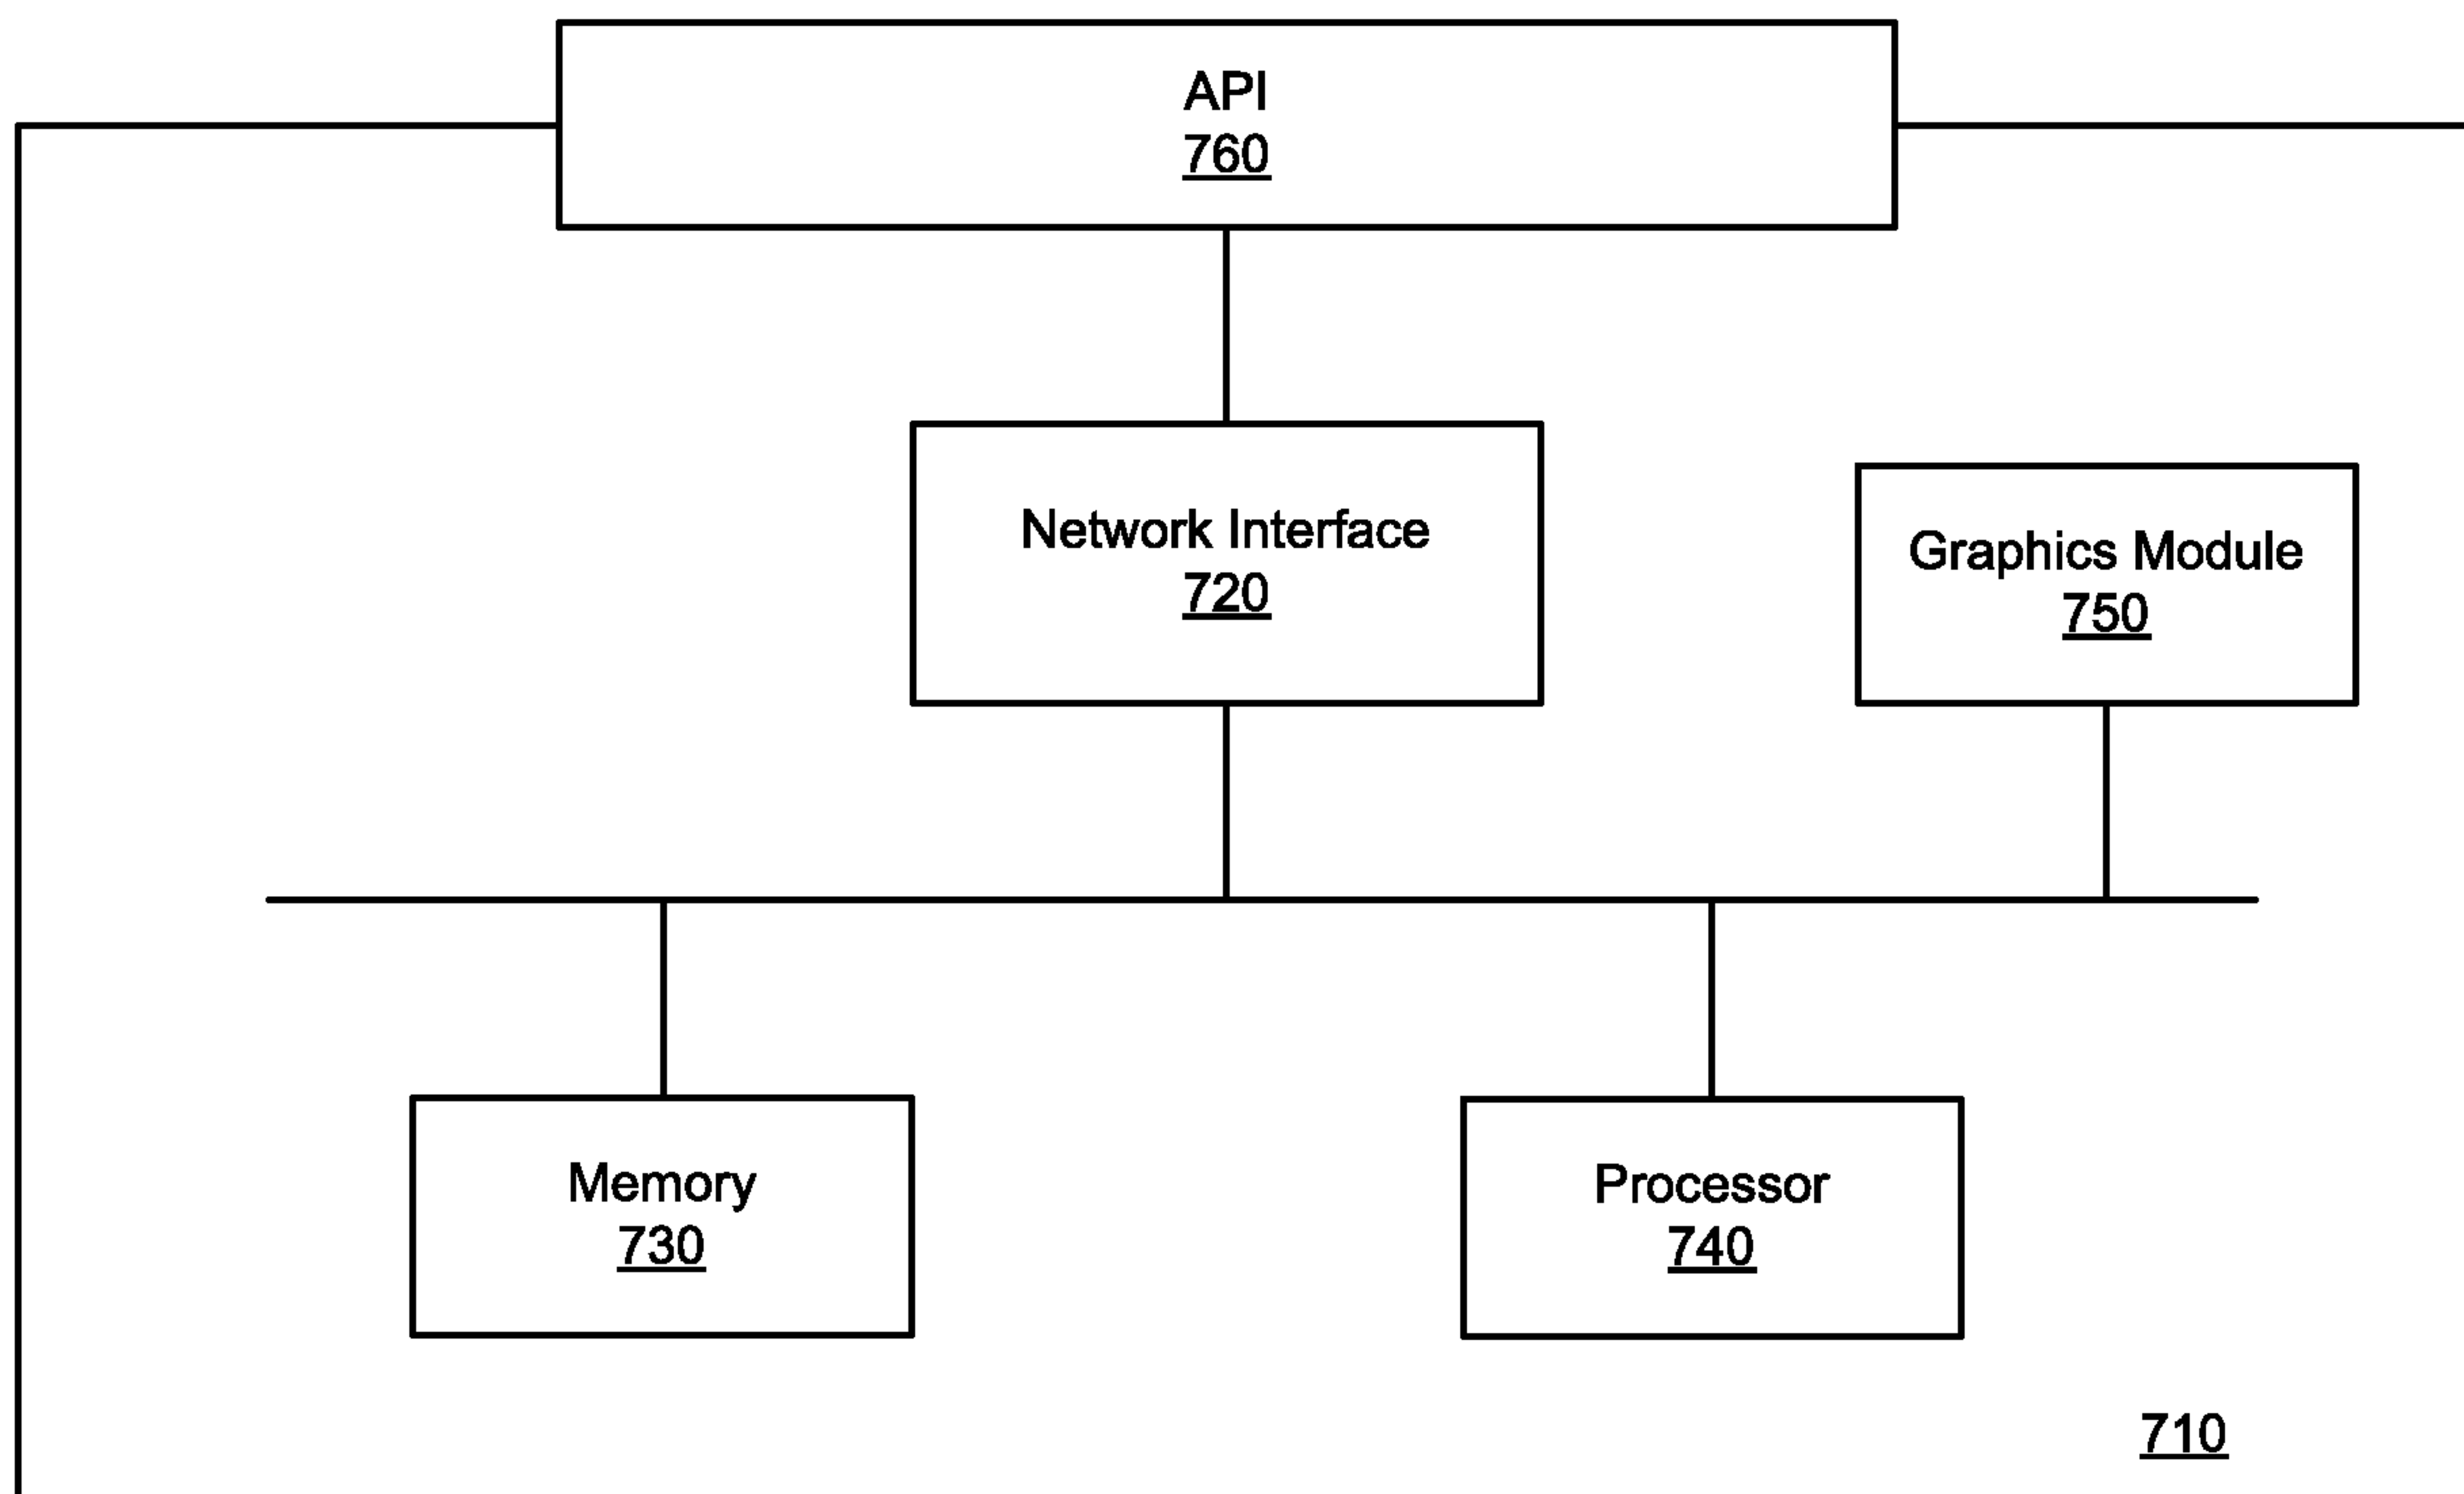 API
760
Network Interface
720
Graphics Module
750
Memory
730
Processor
740
710